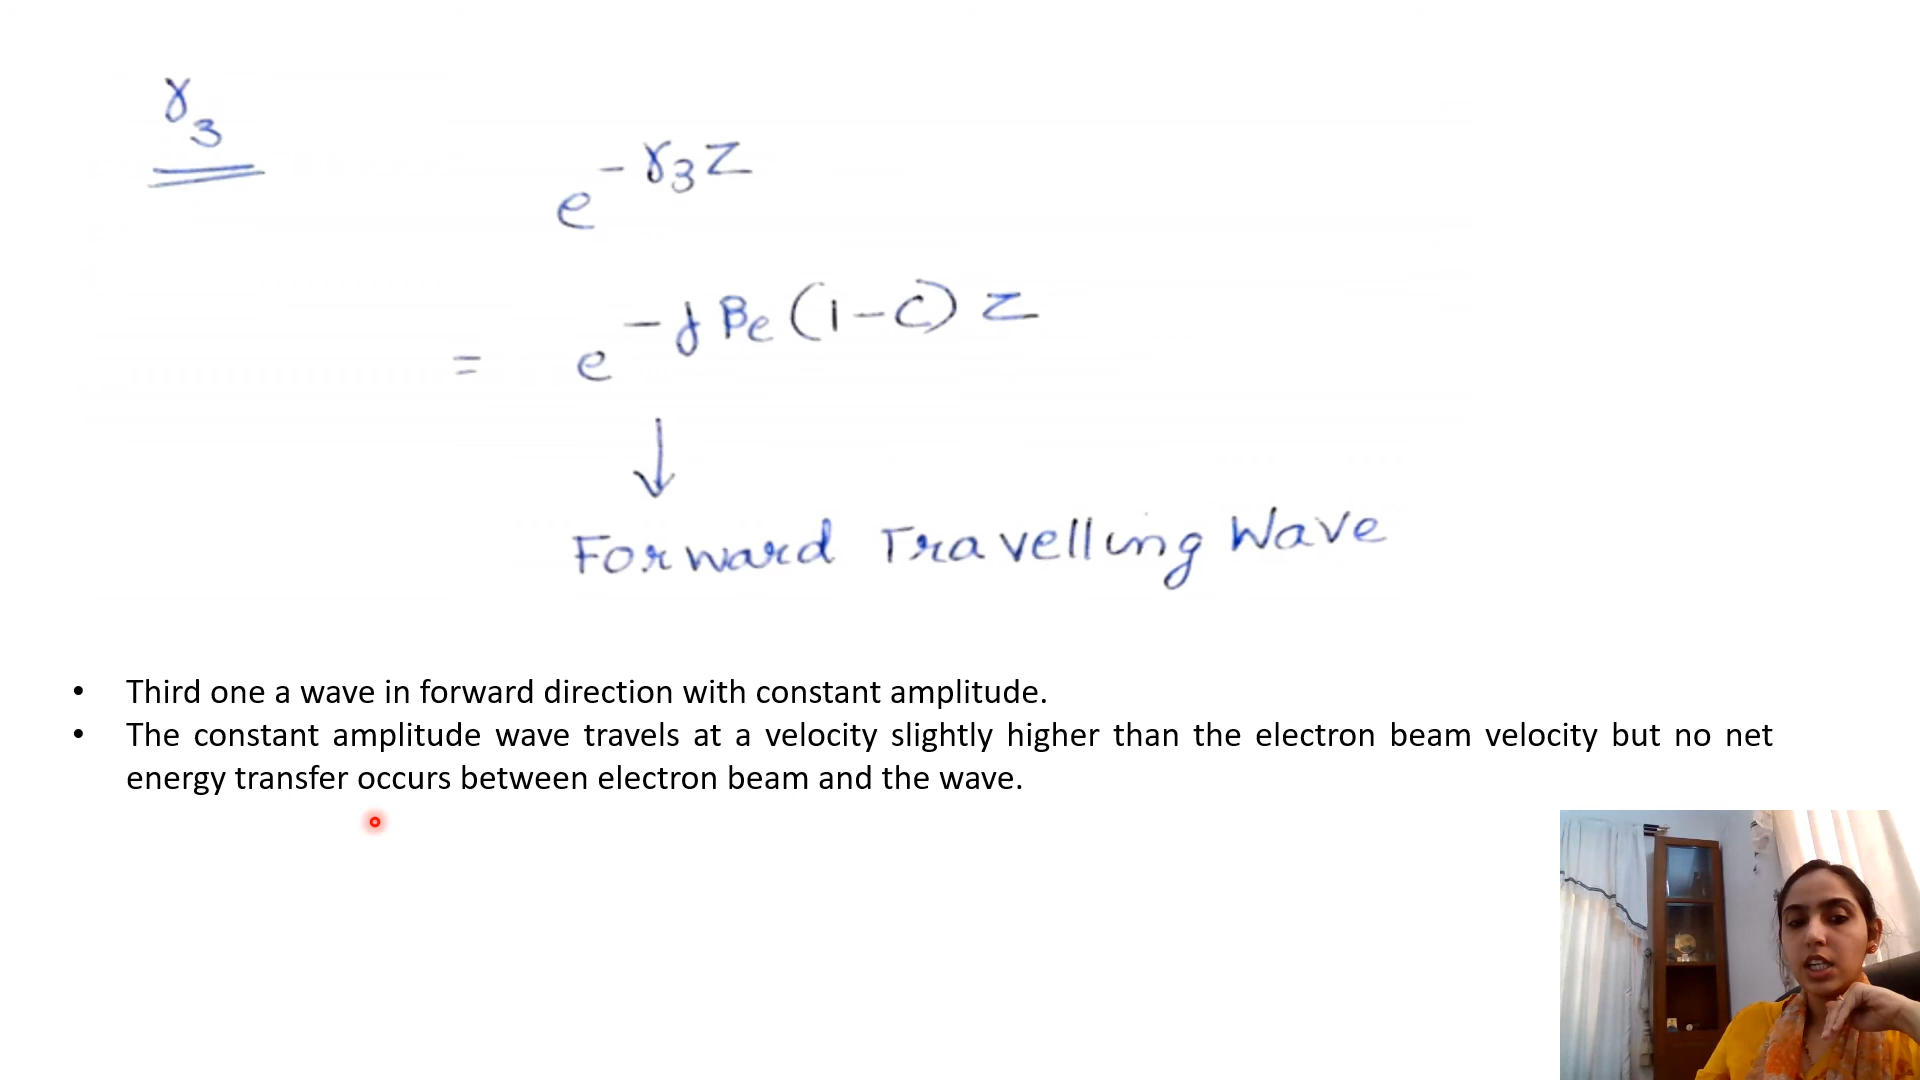 γ₃
e^{-γ₃z}
= e^{-jβe(1-C)z}
↓
Forward Travelling Wave
• Third one a wave in forward direction with constant amplitude.
• The constant amplitude wave travels at a velocity slightly higher than the electron beam velocity but no net
energy transfer occurs between electron beam and the wave.